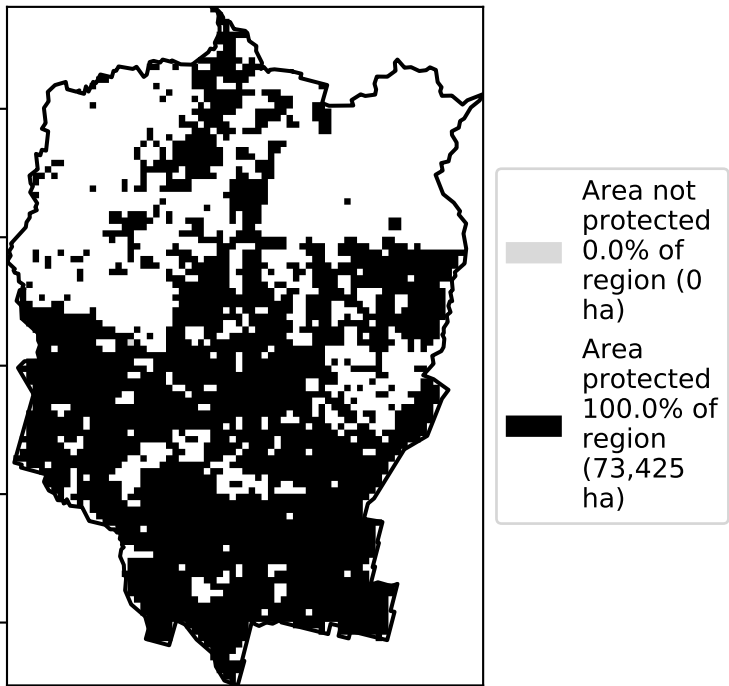 Area not
protected
0.0% of
region (0
ha)
Area
protected
100.0% of
region
(73,425
ha)